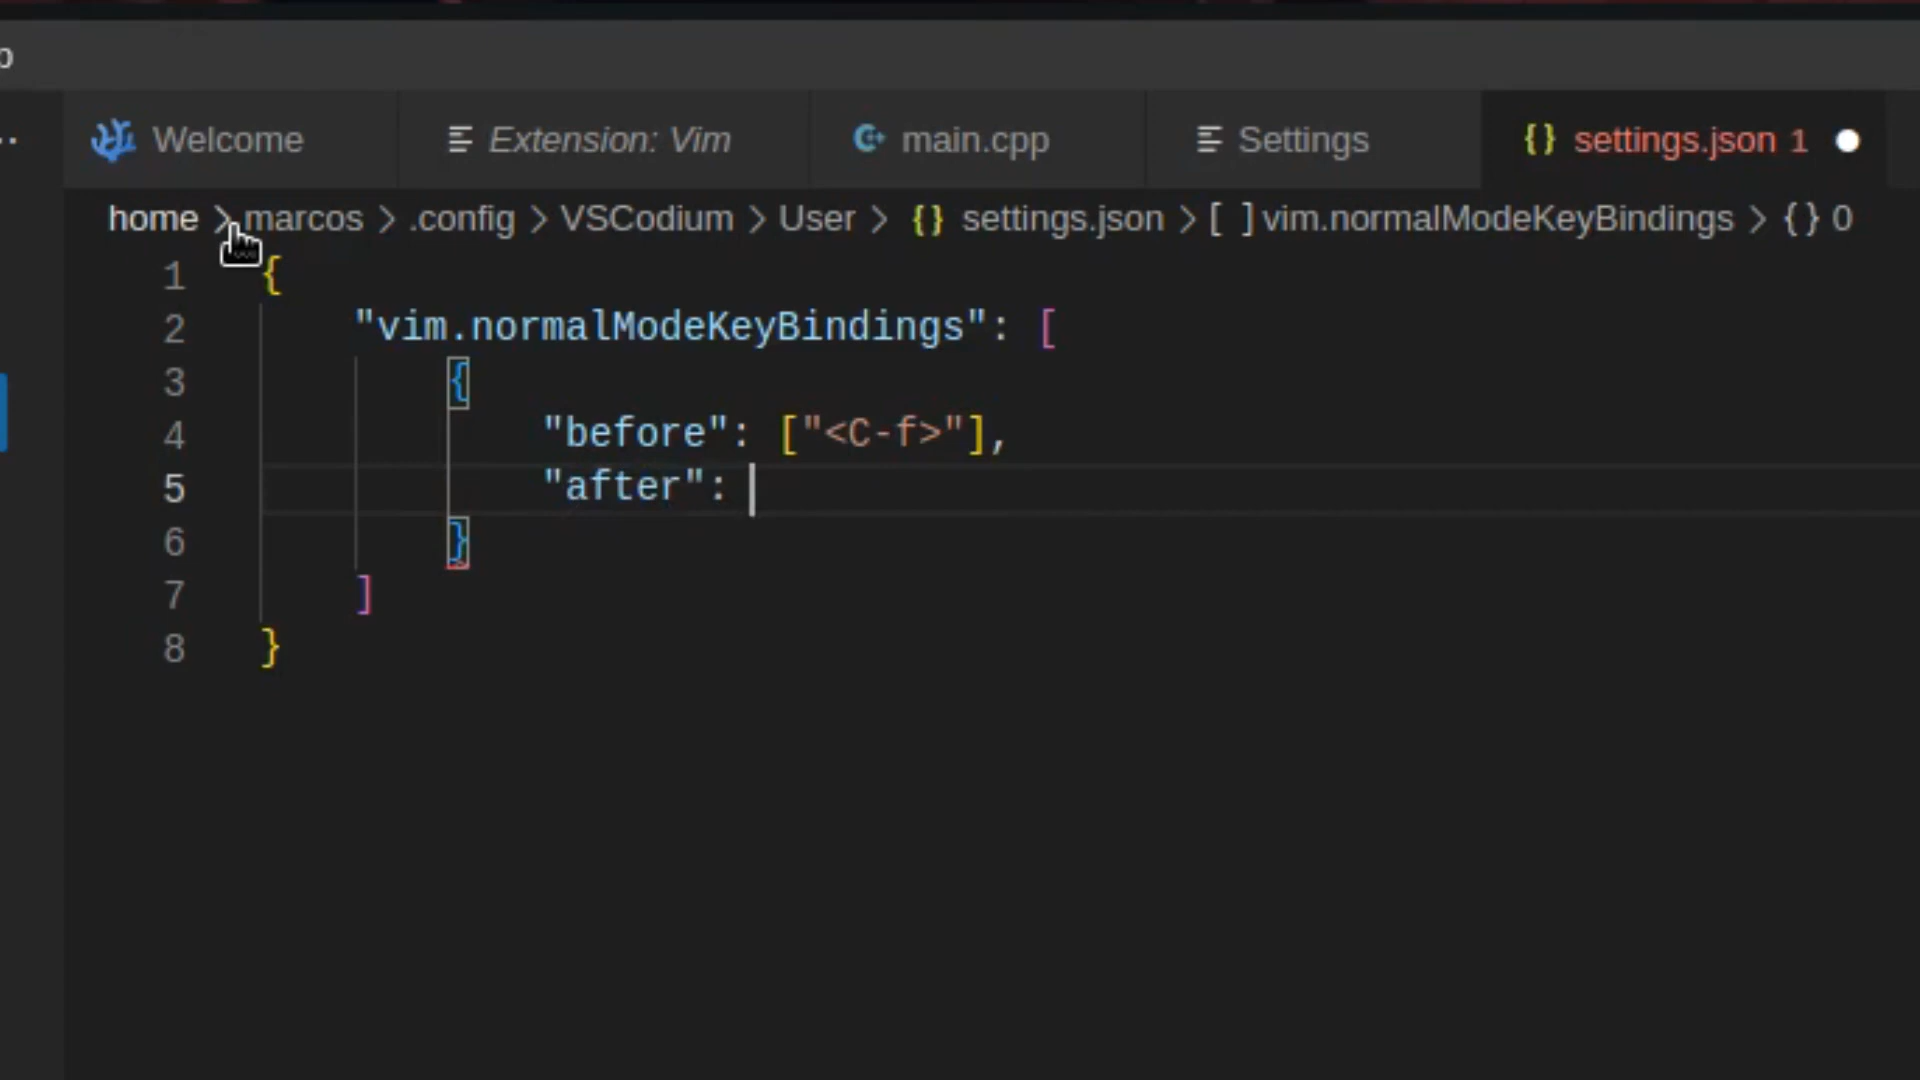 p
Welcome Extension: Vim main.cpp Settings {} settings.json 1
home > marcos > .config > VSCodium > User > {} settings.json > [ ] vim.normalModeKeyBindings > {} 0
1 {
2 "vim.normalModeKeyBindings": [
3 {
4 "before": ["<C-f>"],
5 "after":
6 }
7 ]
8 }